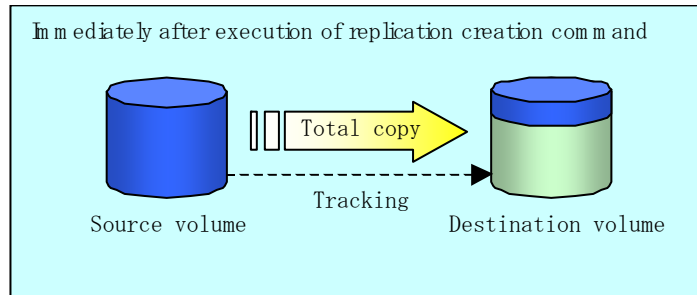 Immediately after execution of replication creation command
Total copy
Tracking
Source volume
Destination volume